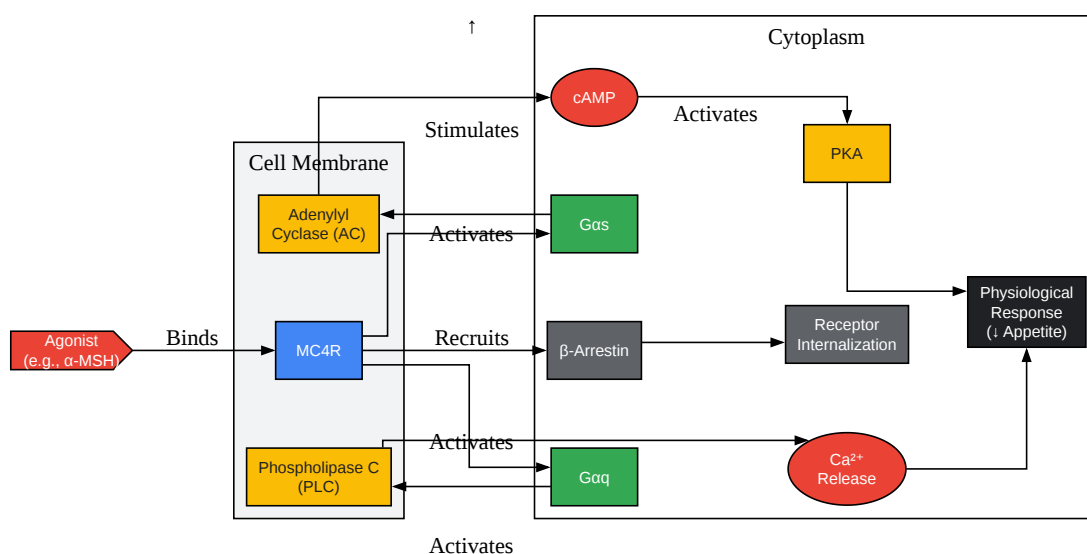 ↑
Cytoplasm
cAMP
Activates
Stimulates
PKA
Cell Membrane
Adenylyl
Cyclase (AC)
Gαs
Activates
Physiological
Response
(↓ Appetite)
Receptor
Internalization
Agonist
(e.g., α-MSH)
Binds
MC4R
Recruits
β-Arrestin
Activates
Phospholipase C
(PLC)
Gαq
Ca²⁺
Release
Activates